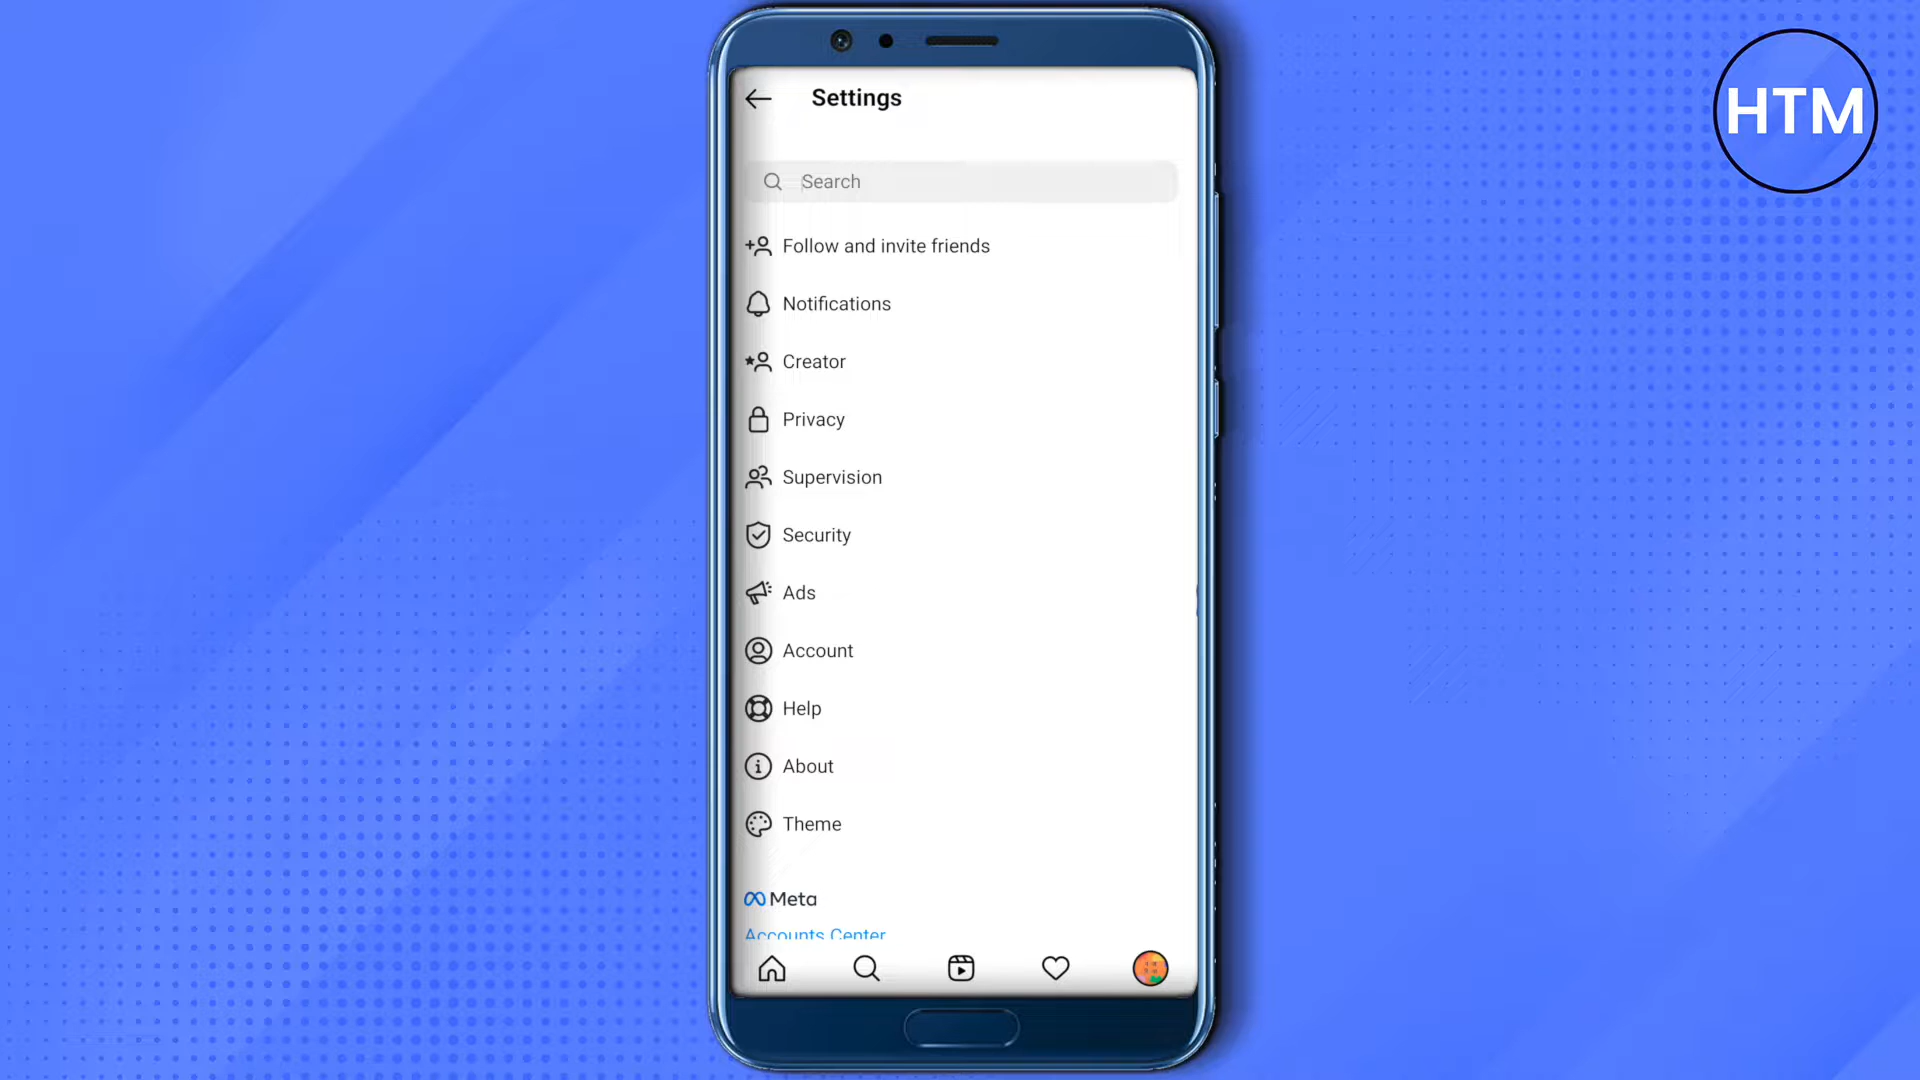 HTM
Settings
Search
Follow and invite friends
Notifications
Creator
Privacy
Supervision
Security
Ads
Account
Help
About
Theme
Meta
Accounts Center